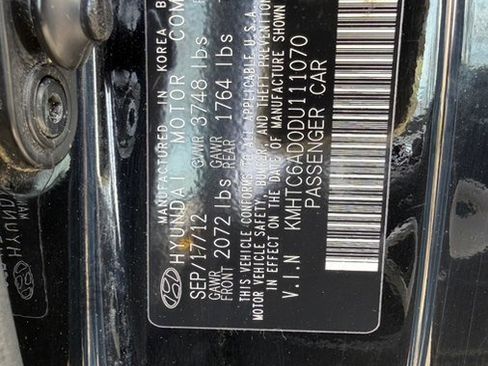 MANUFACTURED IN KOREA B
HYUNDAI MOTOR COM
SEP/17/12 GVWR 3748 lbs
GAWR
FRONT 2072 lbs REAR 1764 lbs
THIS VEHICLE CONFORMS TO ALL APPLICABLE U.S.A
MOTOR VEHICLE SAFETY, BUMPER, AND THEFT PREVENTION
IN EFFECT ON THE DATE OF MANUFACTURE SHOWN
V.I.N KMHTC6AD0DU111070
PASSENGER CAR
HYUNDA